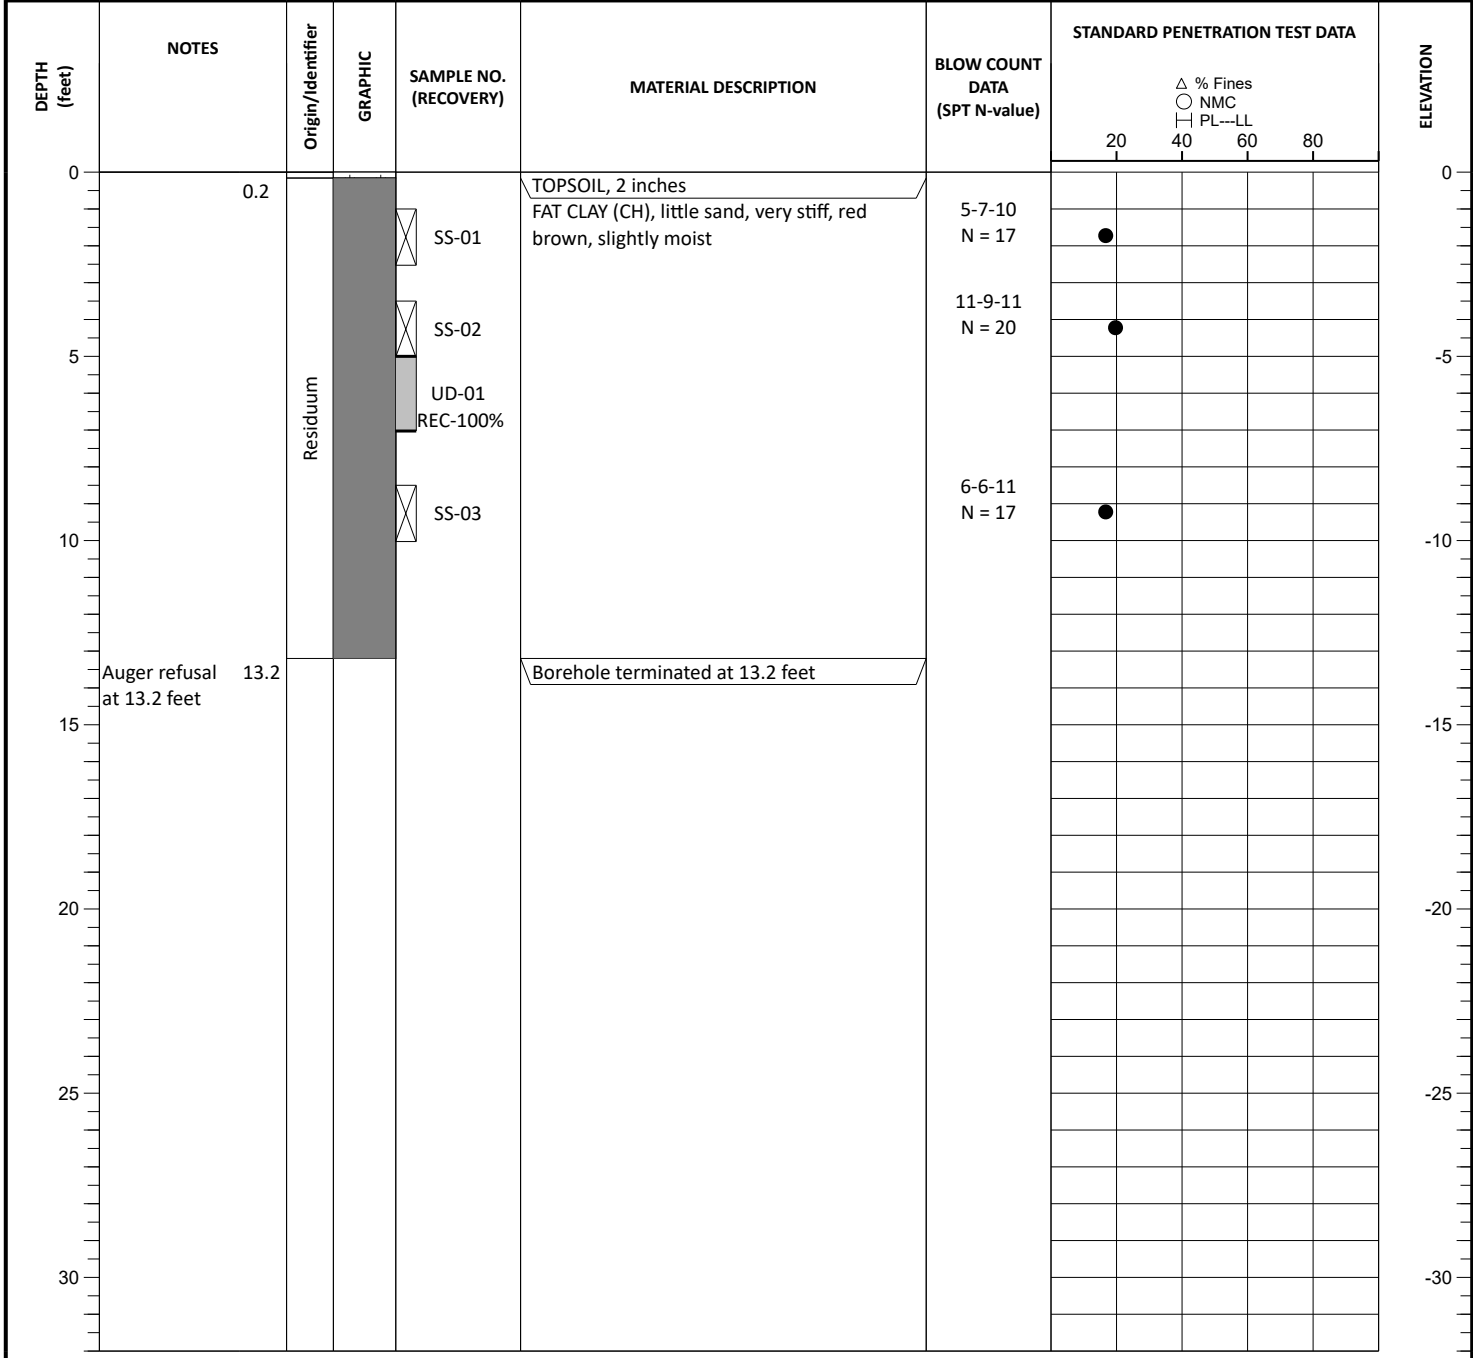 DEPTH
(feet)
NOTES
Origin/Identifier
GRAPHIC
SAMPLE NO.
(RECOVERY)
MATERIAL DESCRIPTION
BLOW COUNT
DATA
(SPT N-value)
STANDARD PENETRATION TEST DATA
△ % Fines
○ NMC
PL---LL
20 40 60 80
ELEVATION
0 0
0.2 TOPSOIL, 2 inches
FAT CLAY (CH), little sand, very stiff, red
brown, slightly moist
SS-01
5-7-10
N = 17
SS-02
11-9-11
N = 20
5 -5
UD-01
REC-100%
Residuum
SS-03
6-6-11
N = 17
10 -10
Auger refusal 13.2
at 13.2 feet
Borehole terminated at 13.2 feet
15 -15
20 -20
25 -25
30 -30